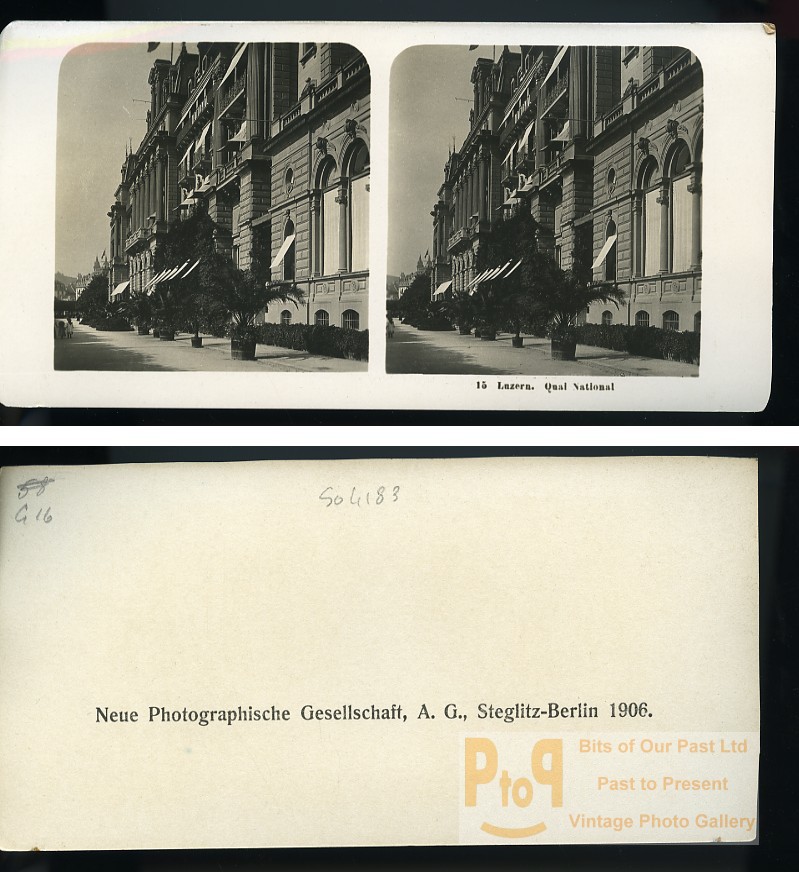 15 Luzern. Quai National
58
G 16
504183
Neue Photographische Gesellschaft, A. G., Steglitz-Berlin 1906.
PtoP
Bits of Our Past Ltd
Past to Present
Vintage Photo Gallery